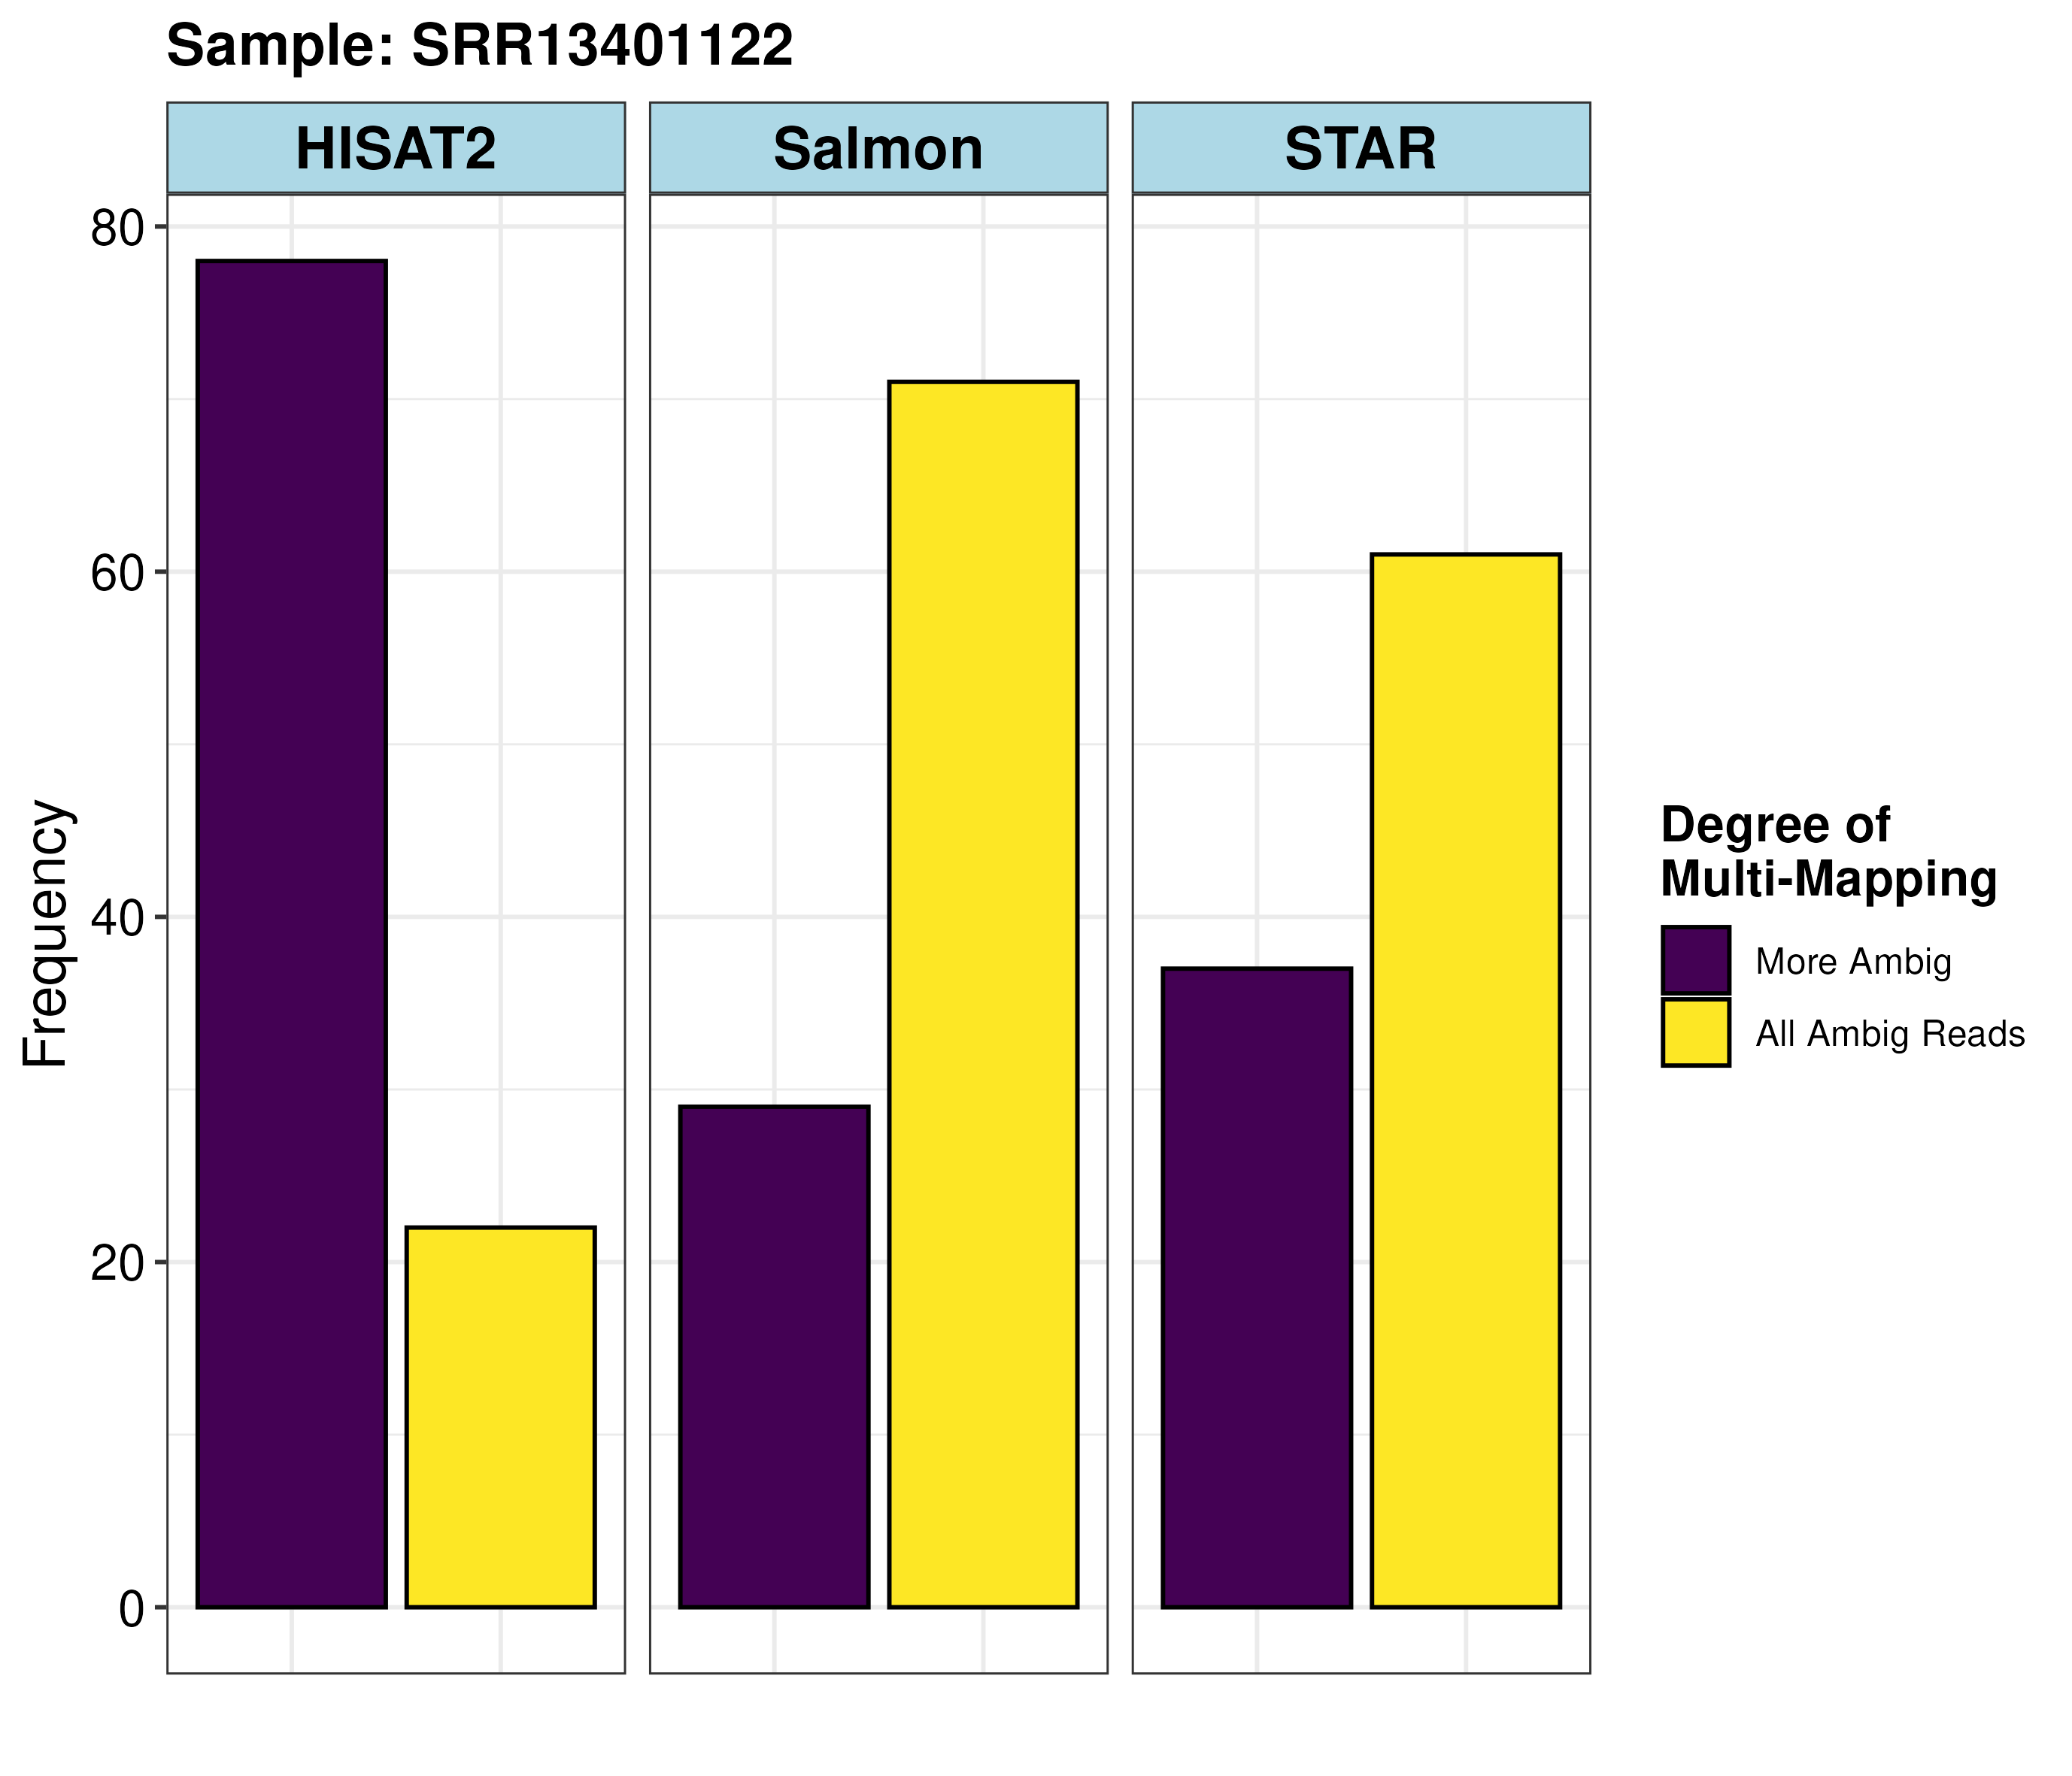 Sample: SRR13401122
HISAT2
Salmon
STAR
80
60
40
20
0
Frequency
Degree of
Multi-Mapping
More Ambig
All Ambig Reads